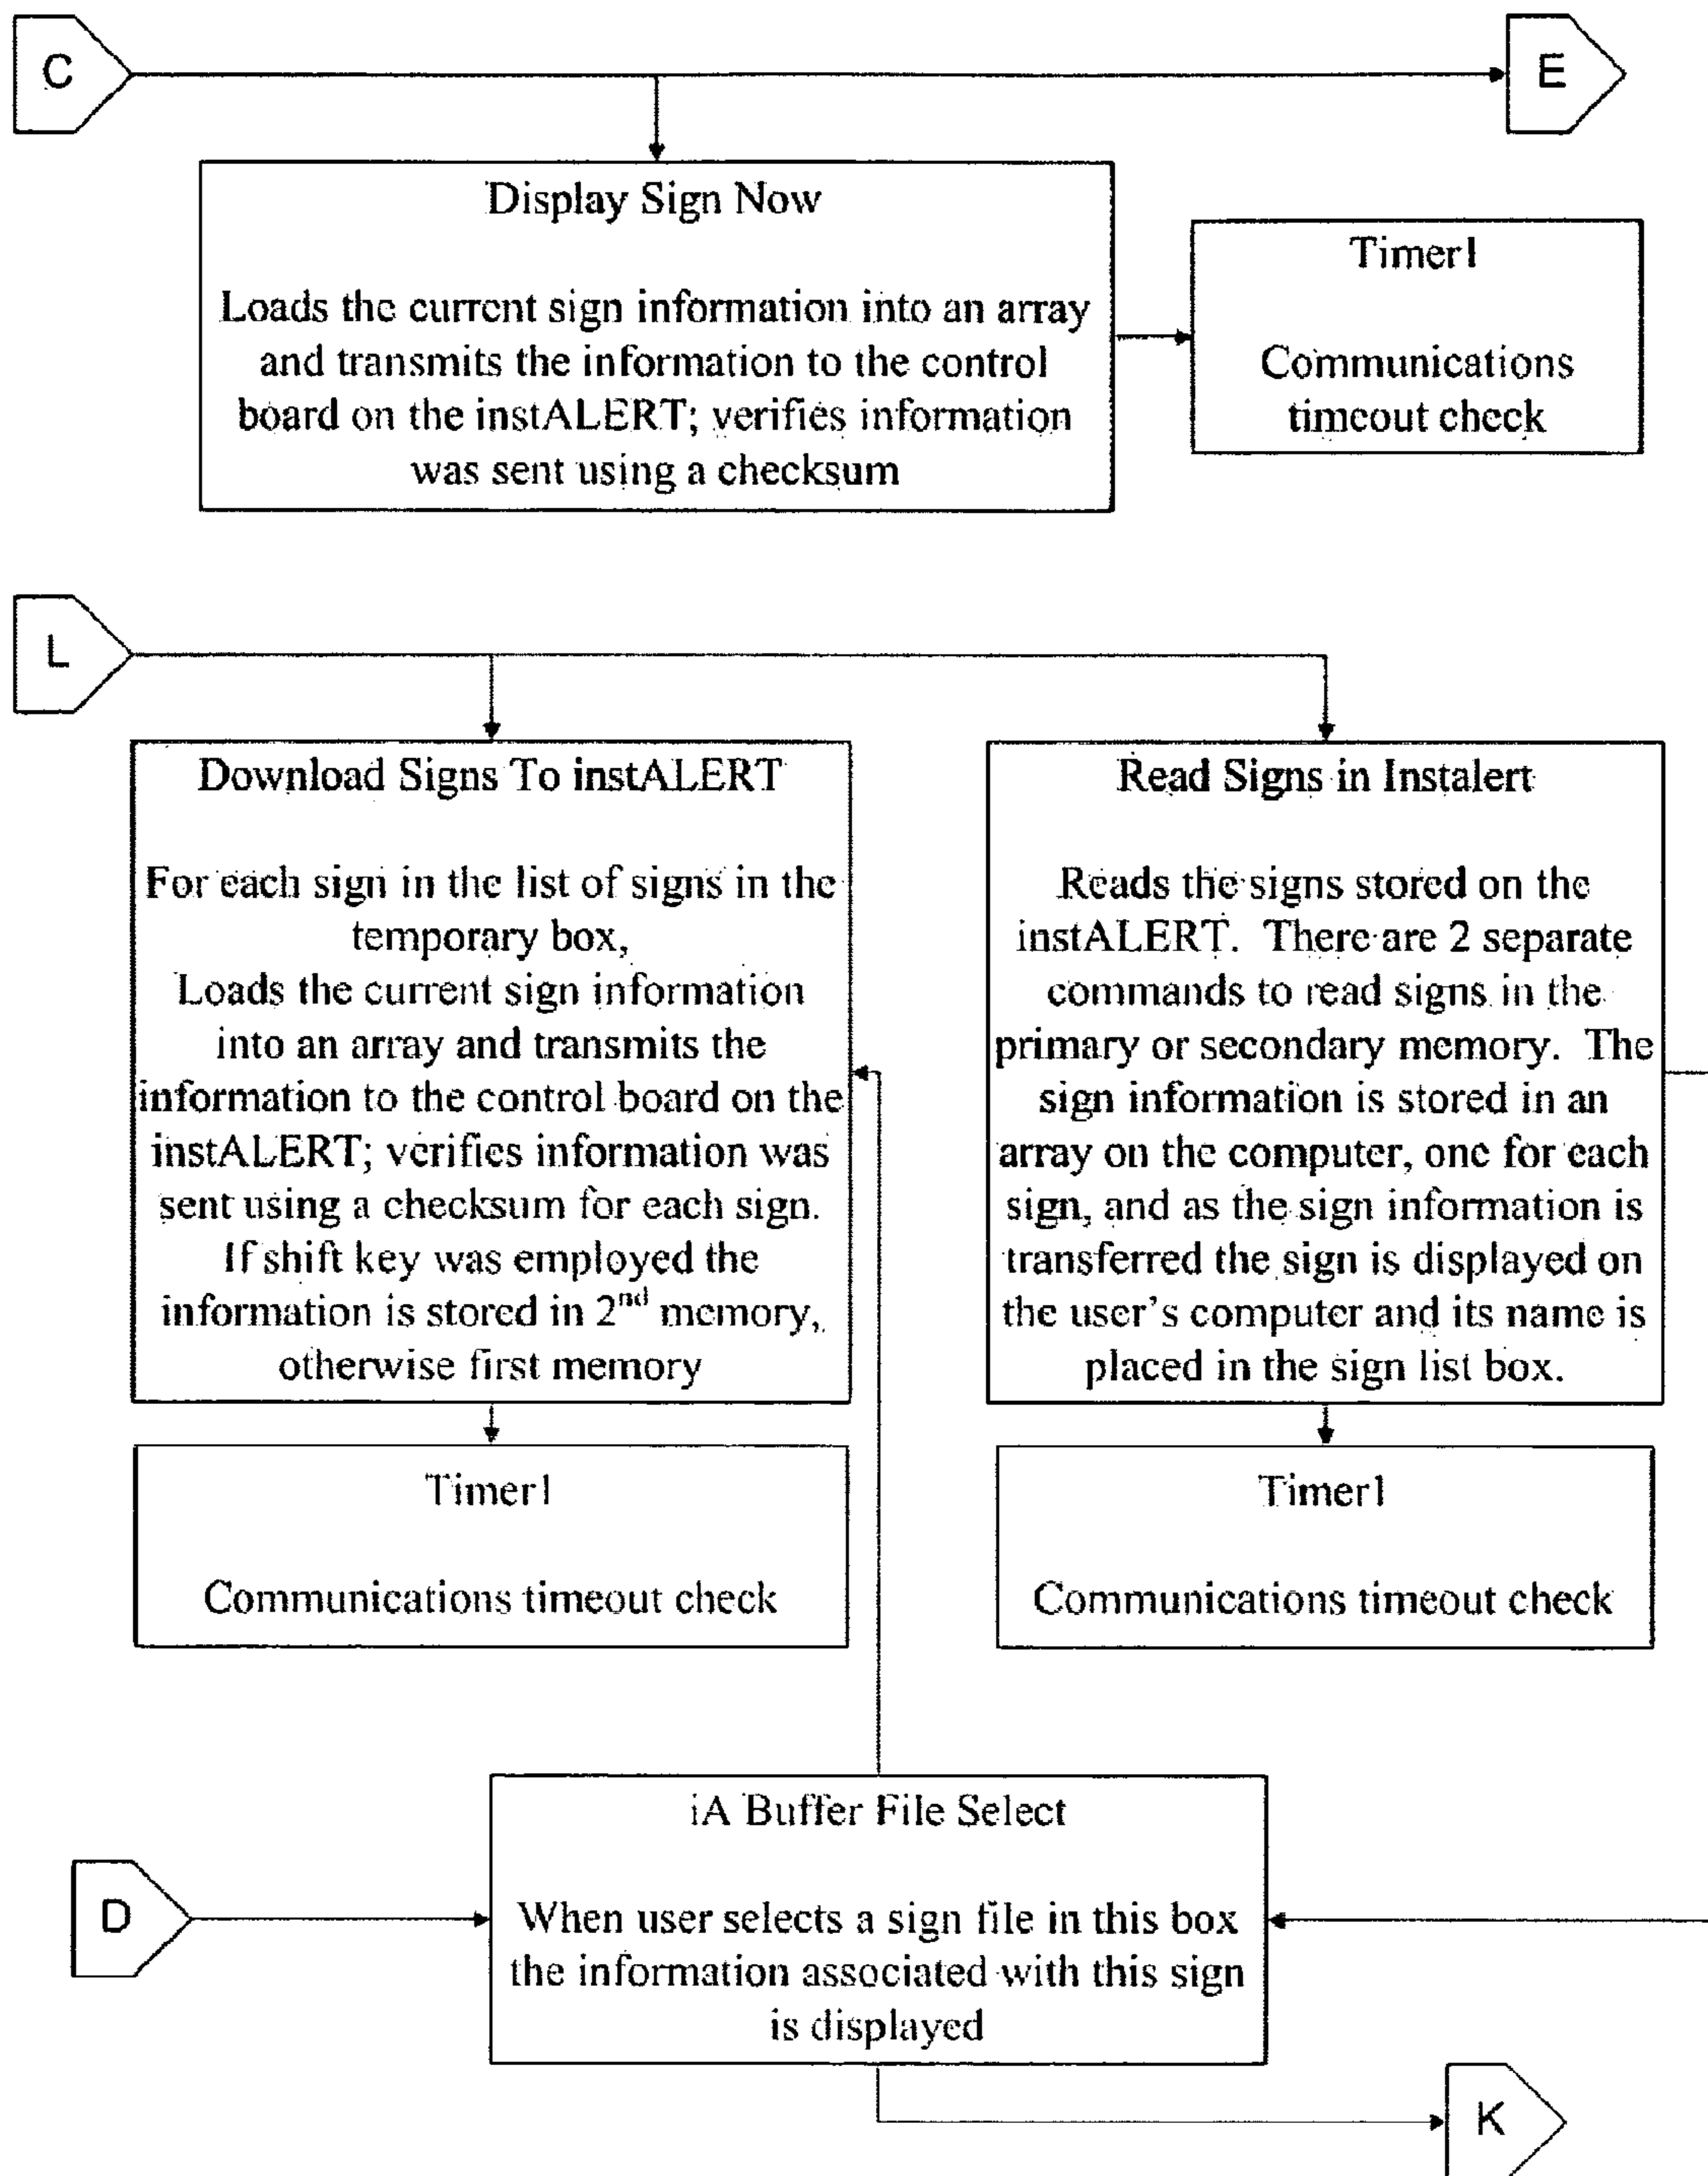 C
E
Display Sign Now
Loads the current sign information into an array
and transmits the information to the control
board on the instALERT; verifies information
was sent using a checksum
Timer1
Communications
timeout check
L
Download Signs To instALERT
For each sign in the list of signs in the
temporary box,
Loads the current sign information
into an array and transmits the
information to the control board on the
instALERT; verifies information was
sent using a checksum for each sign.
If shift key was employed the
information is stored in 2nd memory,
otherwise first memory
Read Signs in Instalert
Reads the signs stored on the
instALERT. There are 2 separate
commands to read signs in the
primary or secondary memory. The
sign information is stored in an
array on the computer, one for each
sign, and as the sign information is
transferred the sign is displayed on
the user's computer and its name is
placed in the sign list box.
Timer1
Communications timeout check
Timer1
Communications timeout check
iA Buffer File Select
When user selects a sign file in this box
the information associated with this sign
is displayed
D
K